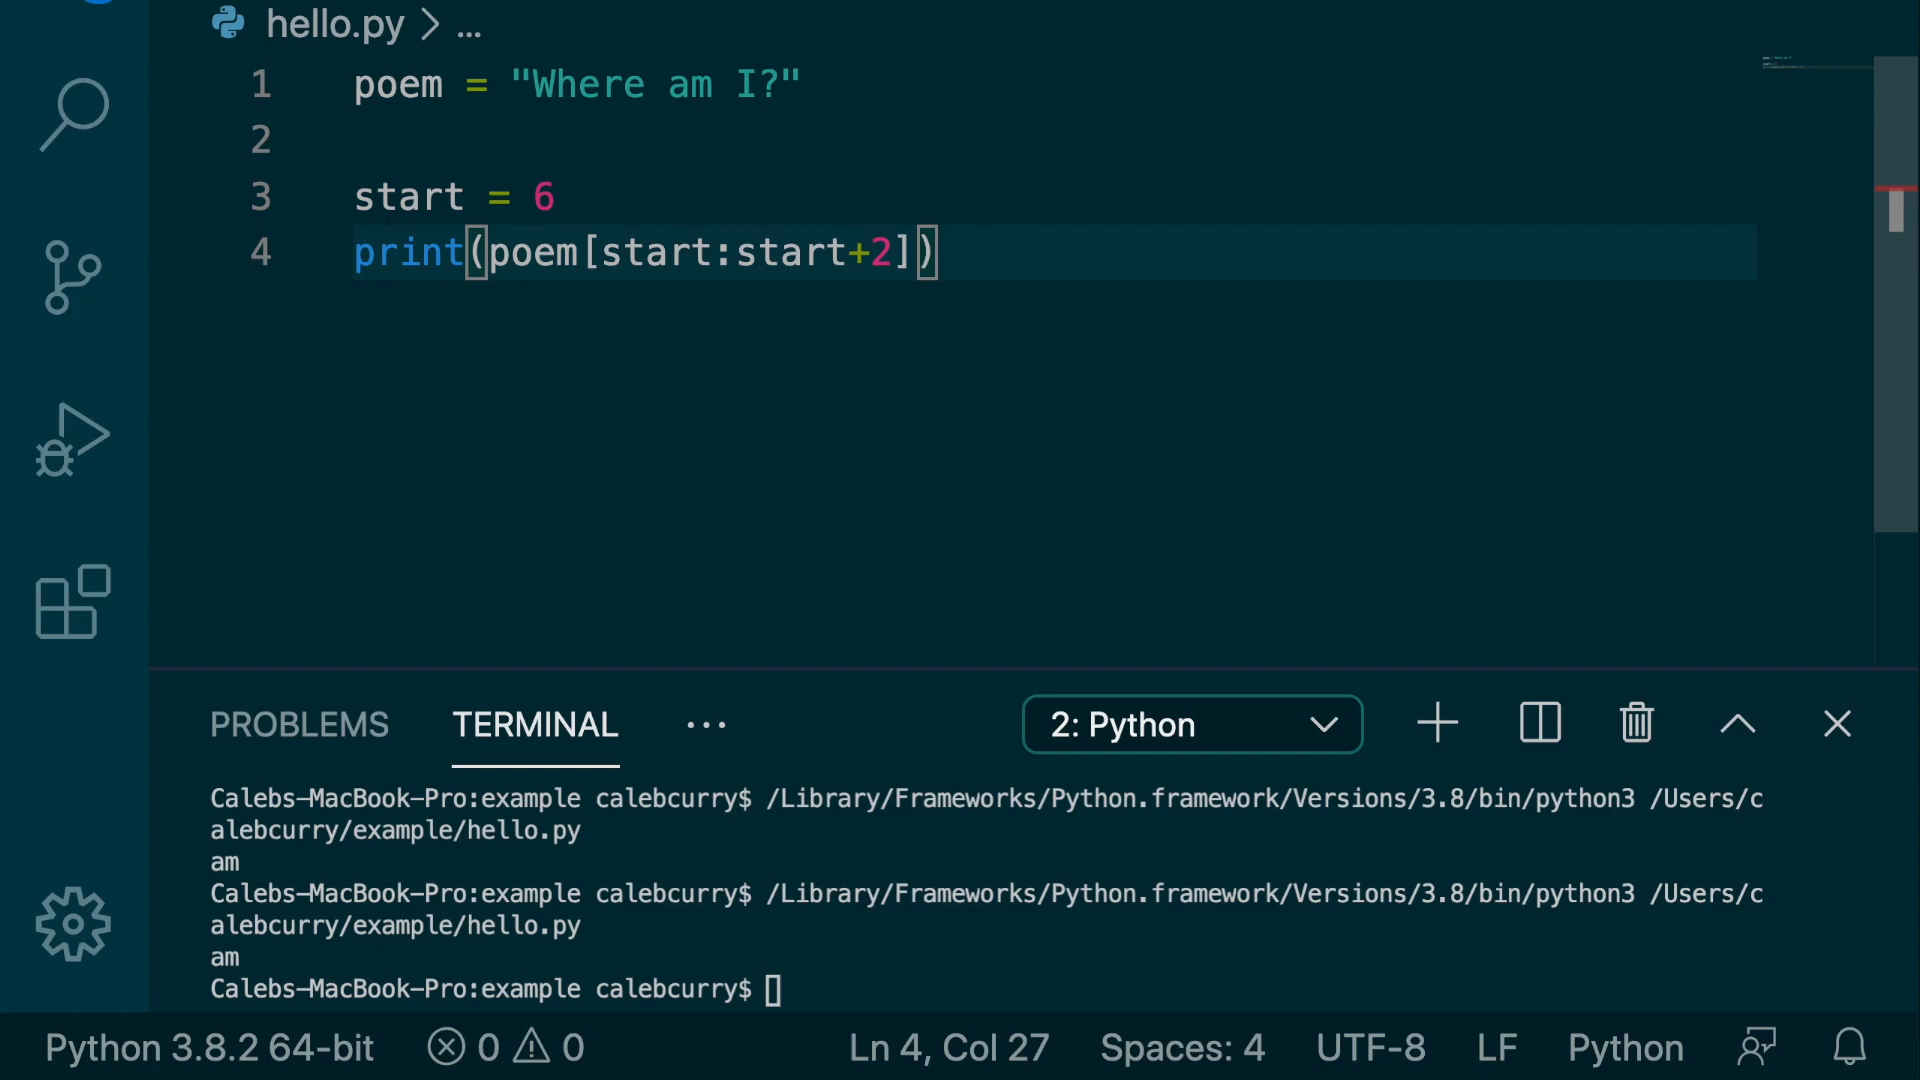 hello.py > ...
1 poem = "Where am I?"
2
3 start = 6
4 print(poem[start:start+2])
PROBLEMS TERMINAL ... 2: Python
Calebs-MacBook-Pro:example calebcurry$ /Library/Frameworks/Python.framework/Versions/3.8/bin/python3 /Users/c
alebcurry/example/hello.py
am
Calebs-MacBook-Pro:example calebcurry$ /Library/Frameworks/Python.framework/Versions/3.8/bin/python3 /Users/c
alebcurry/example/hello.py
am
Calebs-MacBook-Pro:example calebcurry$
Python 3.8.2 64-bit 0 0 Ln 4, Col 27 Spaces: 4 UTF-8 LF Python